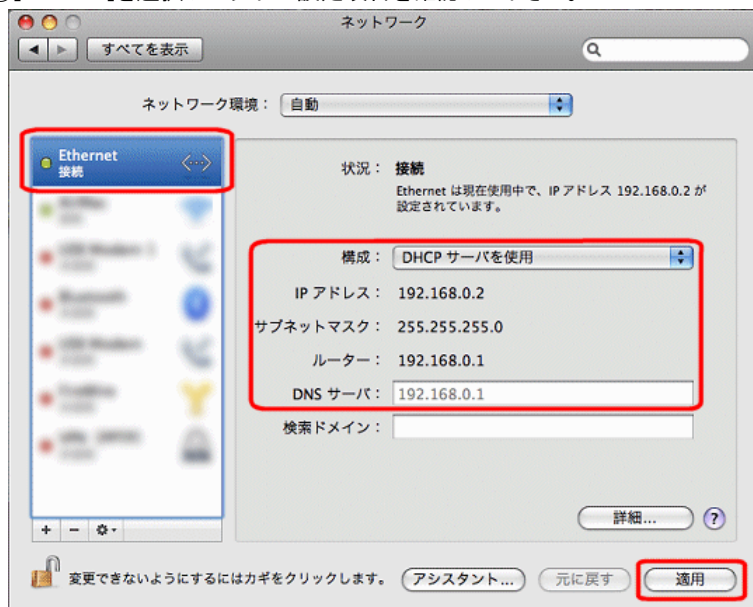 ネットワーク
すべてを表示
ネットワーク環境： 自動
Ethernet
接続
状況： 接続
Ethernet は現在使用中で、IP アドレス 192.168.0.2 が
設定されています。
構成： DHCP サーバを使用
IP アドレス： 192.168.0.2
サブネットマスク： 255.255.255.0
ルーター： 192.168.0.1
DNS サーバ： 192.168.0.1
検索ドメイン：
詳細... ?
変更できないようにするにはカギをクリックします。 アシスタント... 元に戻す 適用